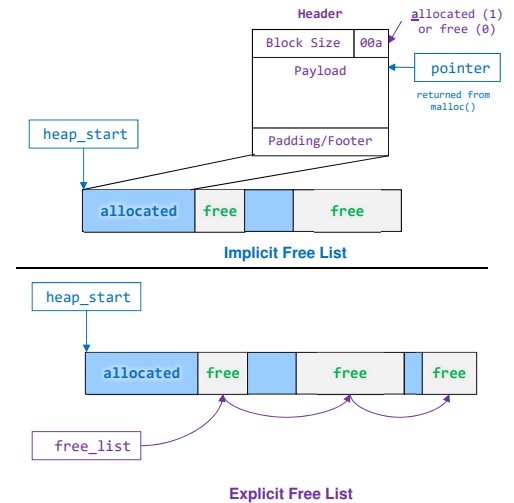 Header
allocated (1)
or free (0)
Block Size
00a
Payload
pointer
returned from
malloc()
Padding/Footer
heap_start
allocated
free
free
Implicit Free List
heap_start
allocated
free
free
free
free_list
Explicit Free List